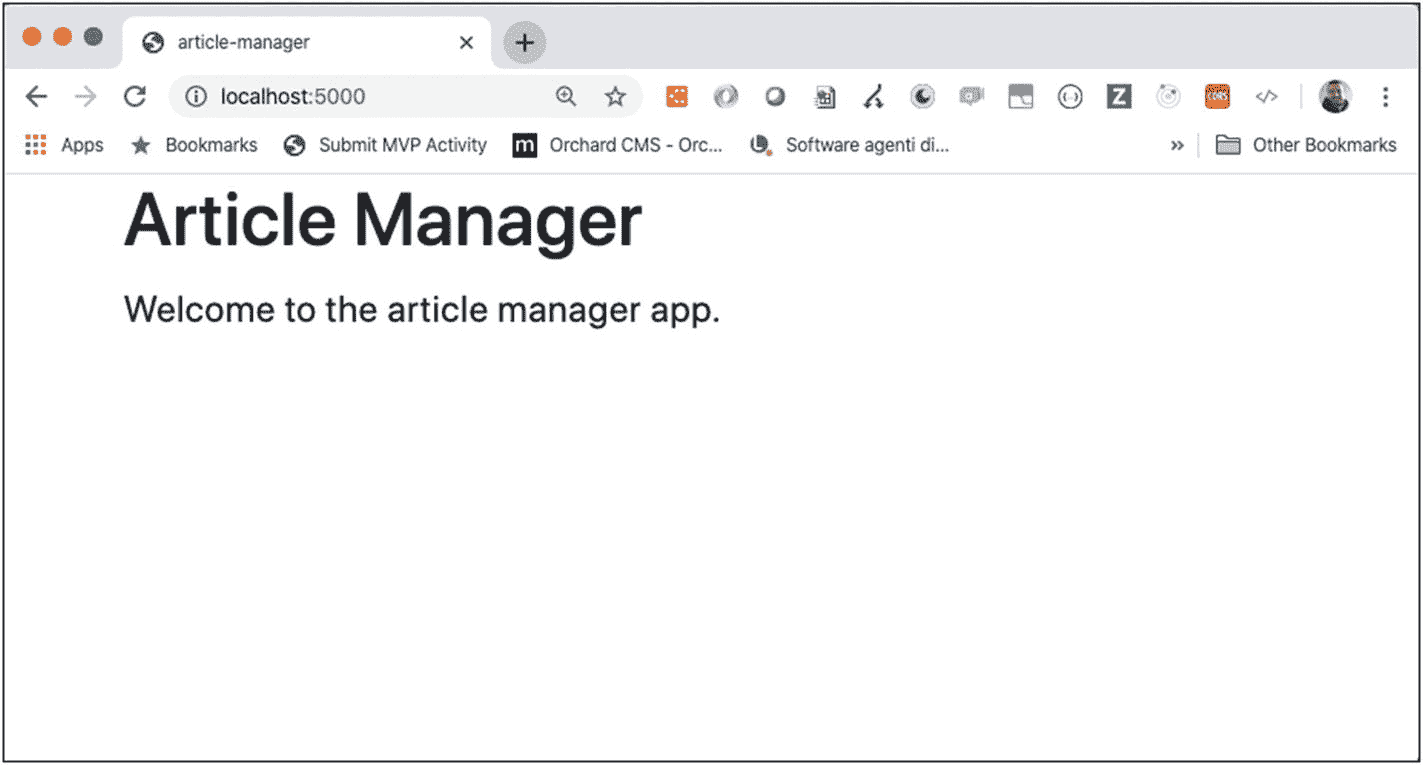 article-manager
localhost:5000
Z
</>
Apps Bookmarks Submit MVP Activity m Orchard CMS - Orc... Software agenti di... » Other Bookmarks
Article Manager
Welcome to the article manager app.